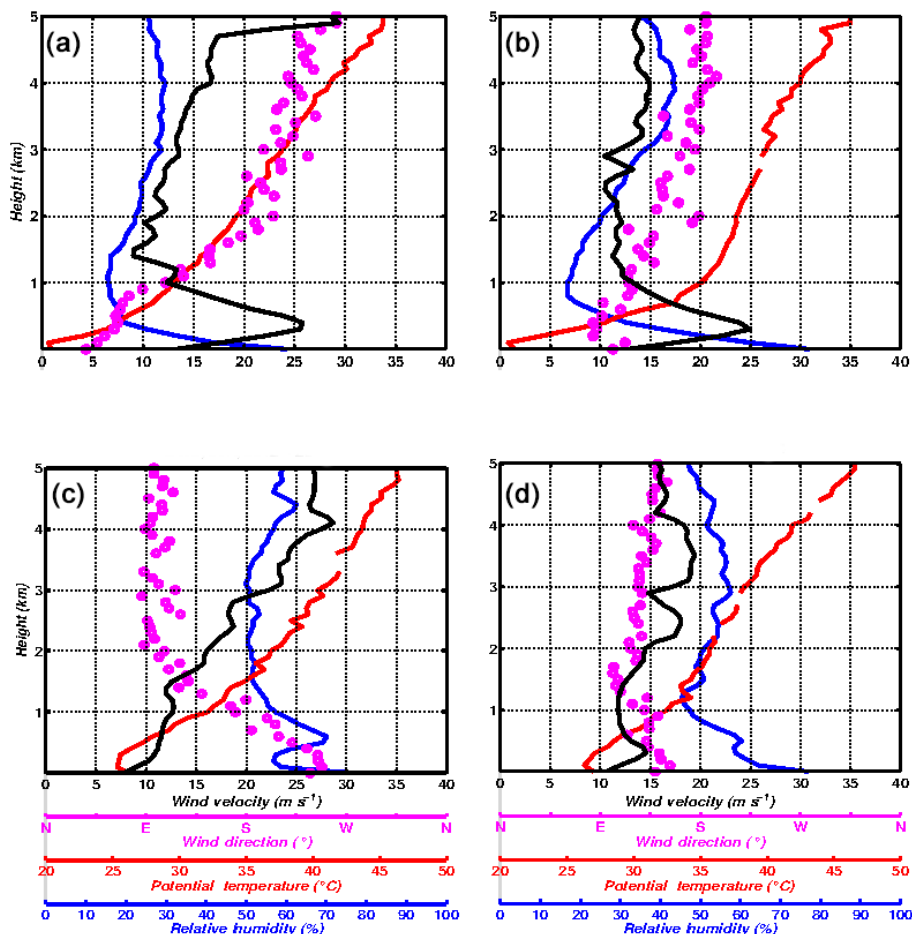 (a)
(b)
5
4
3
2
1
Height (km)
0 5 10 15 20 25 30 35 40
5
4
3
2
1
0 5 10 15 20 25 30 35 40
(c)
(d)
5
4
3
2
1
Height (km)
0 5 10 15 20 25 30 35 40
Wind velocity (m s⁻¹)
N E S W N
Wind direction (°)
20 25 30 35 40 45 50
Potential temperature (°C)
0 10 20 30 40 50 60 70 80 90 100
Relative humidity (%)
5
4
3
2
1
0 5 10 15 20 25 30 35 40
Wind velocity (m s⁻¹)
N E S W N
Wind direction (°)
20 25 30 35 40 45 50
Potential temperature (°C)
0 10 20 30 40 50 60 70 80 90 100
Relative humidity (%)